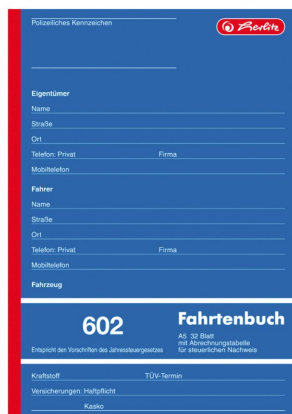 Polizeiliches Kennzeichen
Herlitz
Eigentümer
Name
Straße
Ort
Telefon: Privat Firma
Mobiltelefon
Fahrer
Name
Straße
Ort
Telefon: Privat Firma
Mobiltelefon
Fahrzeug
602
Entspricht den Vorschriften des Jahressteuergesetzes
Fahrtenbuch
A5 32 Blatt
mit Abrechnungstabelle
für steuerlichen Nachweis
Kraftstoff TÜV-Termin
Versicherungen: Haftpflicht
Kasko